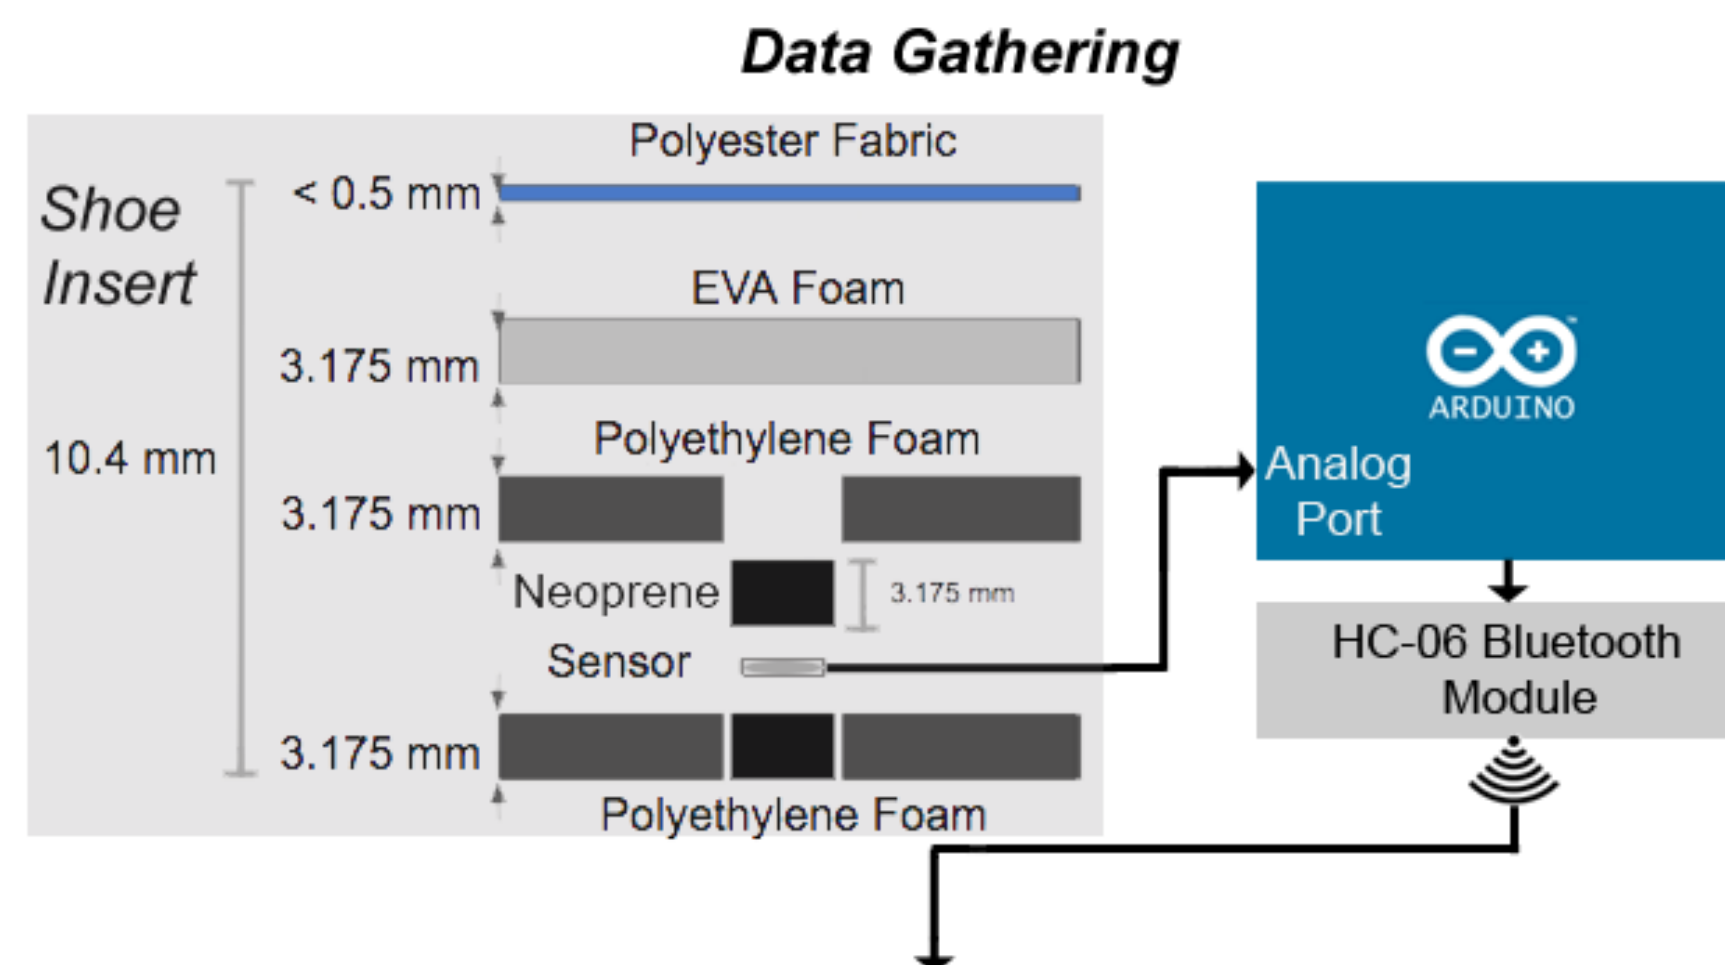 Data Gathering
Shoe
Insert
10.4 mm
Polyester Fabric
< 0.5 mm
EVA Foam
3.175 mm
Polyethylene Foam
3.175 mm
Neoprene
3.175 mm
Sensor
3.175 mm
Polyethylene Foam
ARDUINO
Analog
Port
HC-06 Bluetooth
Module